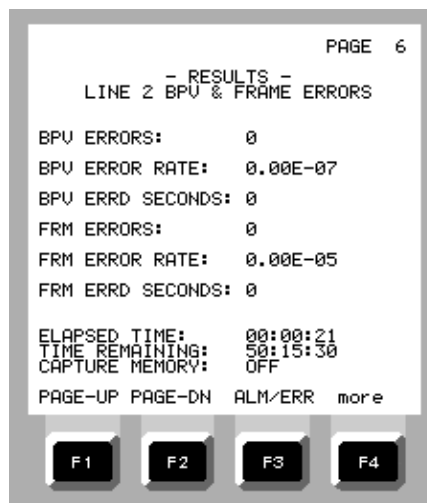 PAGE 6
- RESULTS -
LINE 2 BPV & FRAME ERRORS
BPV ERRORS: 0
BPV ERROR RATE: 0.00E-07
BPV ERRD SECONDS: 0
FRM ERRORS: 0
FRM ERROR RATE: 0.00E-05
FRM ERRD SECONDS: 0
ELAPSED TIME: 00:00:21
TIME REMAINING: 50:15:30
CAPTURE MEMORY: OFF
PAGE-UP PAGE-DN ALM/ERR more
F1 F2 F3 F4